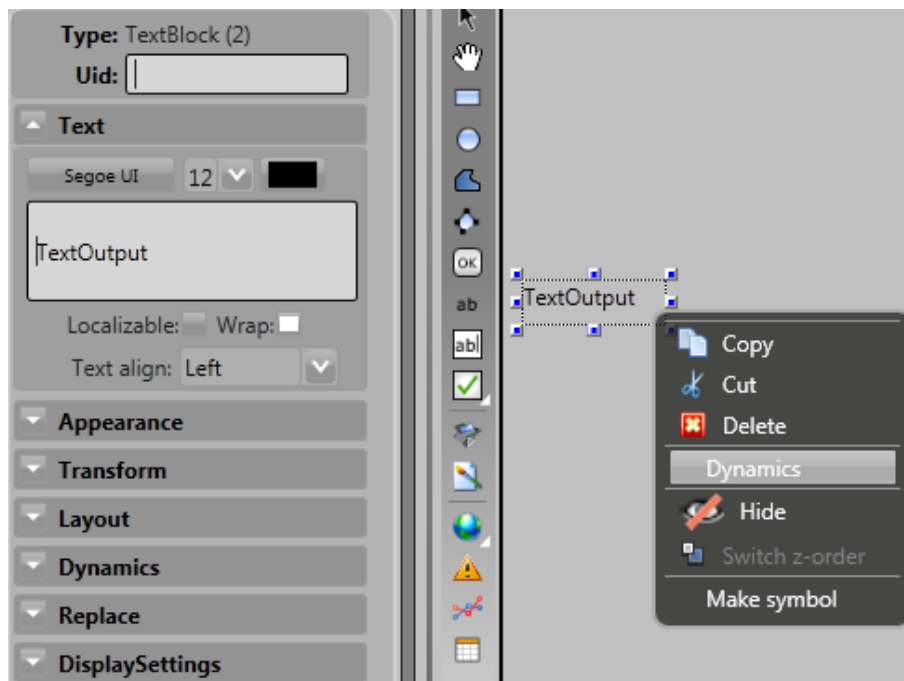 Type: TextBlock (2)
Uid:
Text
Segoe UI 12
TextOutput
Localizable: Wrap:
Text align: Left
Appearance
Transform
Layout
Dynamics
Replace
DisplaySettings
OK
ab
ab
TextOutput
Copy
Cut
Delete
Dynamics
Hide
Switch z-order
Make symbol